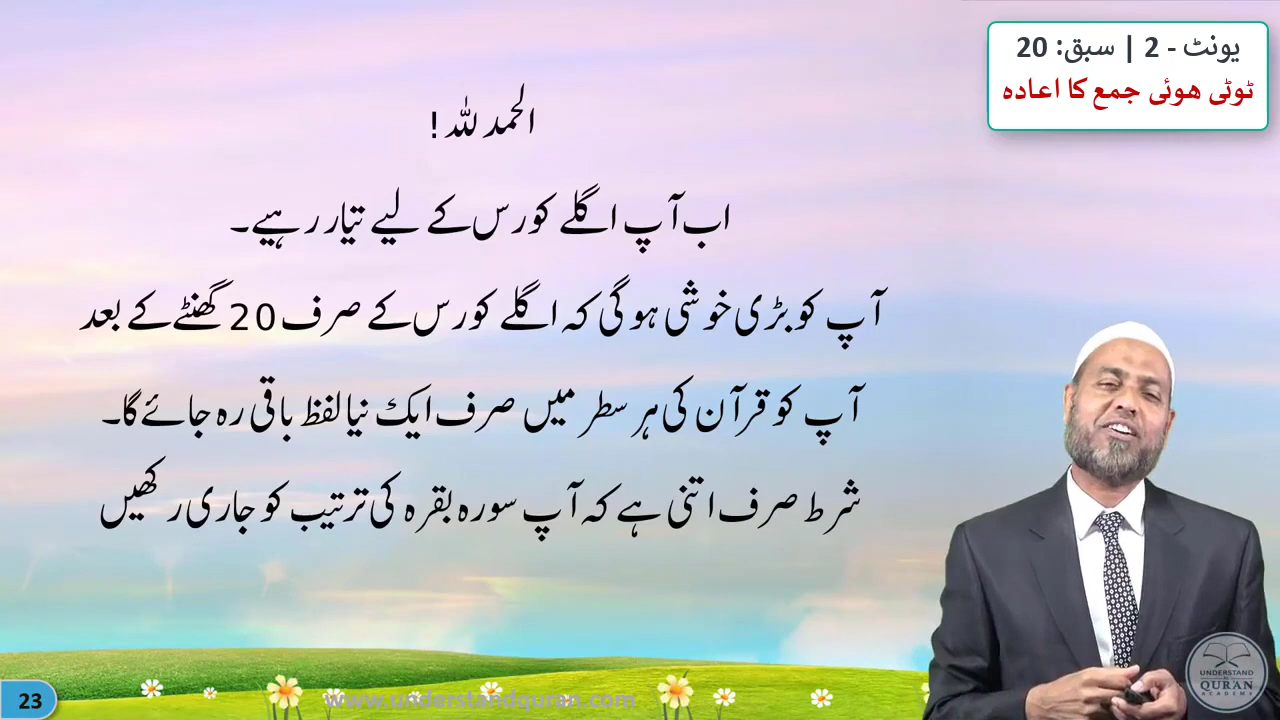 یونٹ - 2 | سبق: 20
ٹوٹی ہوئی جمع کا اعادہ
الحمد للہ !
اب آپ اگلے کورس کے لیے تیار رہیے۔
آپ کو بڑی خوشی ہوگی کہ اگلے کورس کے صرف 20 گھنٹے کے بعد
آپ کو قرآن کی ہر سطر میں صرف ایک نیا لفظ باقی رہ جائے گا۔
شرط صرف اتنی ہے کہ آپ سورہ بقرہ کی ترتیب کو جاری رکھیں
UNDERSTAND
QURAN
ACADEMY
23
www.understandquran.com